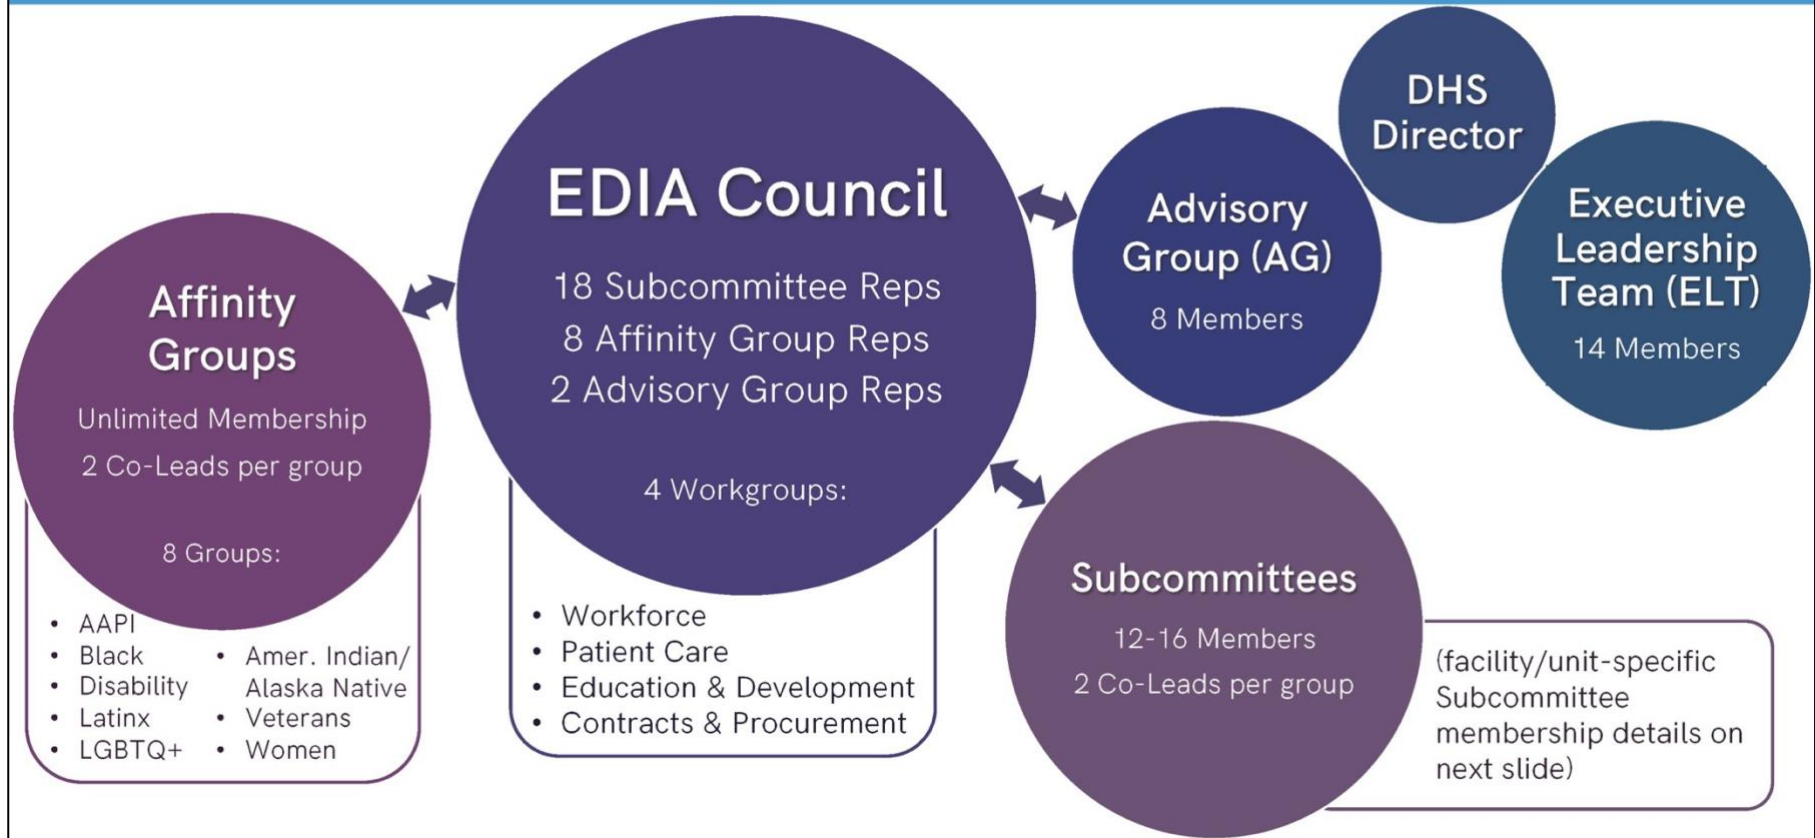 Affinity
Groups
Unlimited Membership
2 Co-Leads per group
8 Groups:
• AAPI
• Black
• Disability
• Latinx
• LGBTQ+
• Amer. Indian/
Alaska Native
• Veterans
• Women
EDIA Council
18 Subcommittee Reps
8 Affinity Group Reps
2 Advisory Group Reps
4 Workgroups:
• Workforce
• Patient Care
• Education & Development
• Contracts & Procurement
Advisory
Group (AG)
8 Members
DHS
Director
Executive
Leadership
Team (ELT)
14 Members
Subcommittees
12-16 Members
2 Co-Leads per group
(facility/unit-specific
Subcommittee
membership details on
next slide)